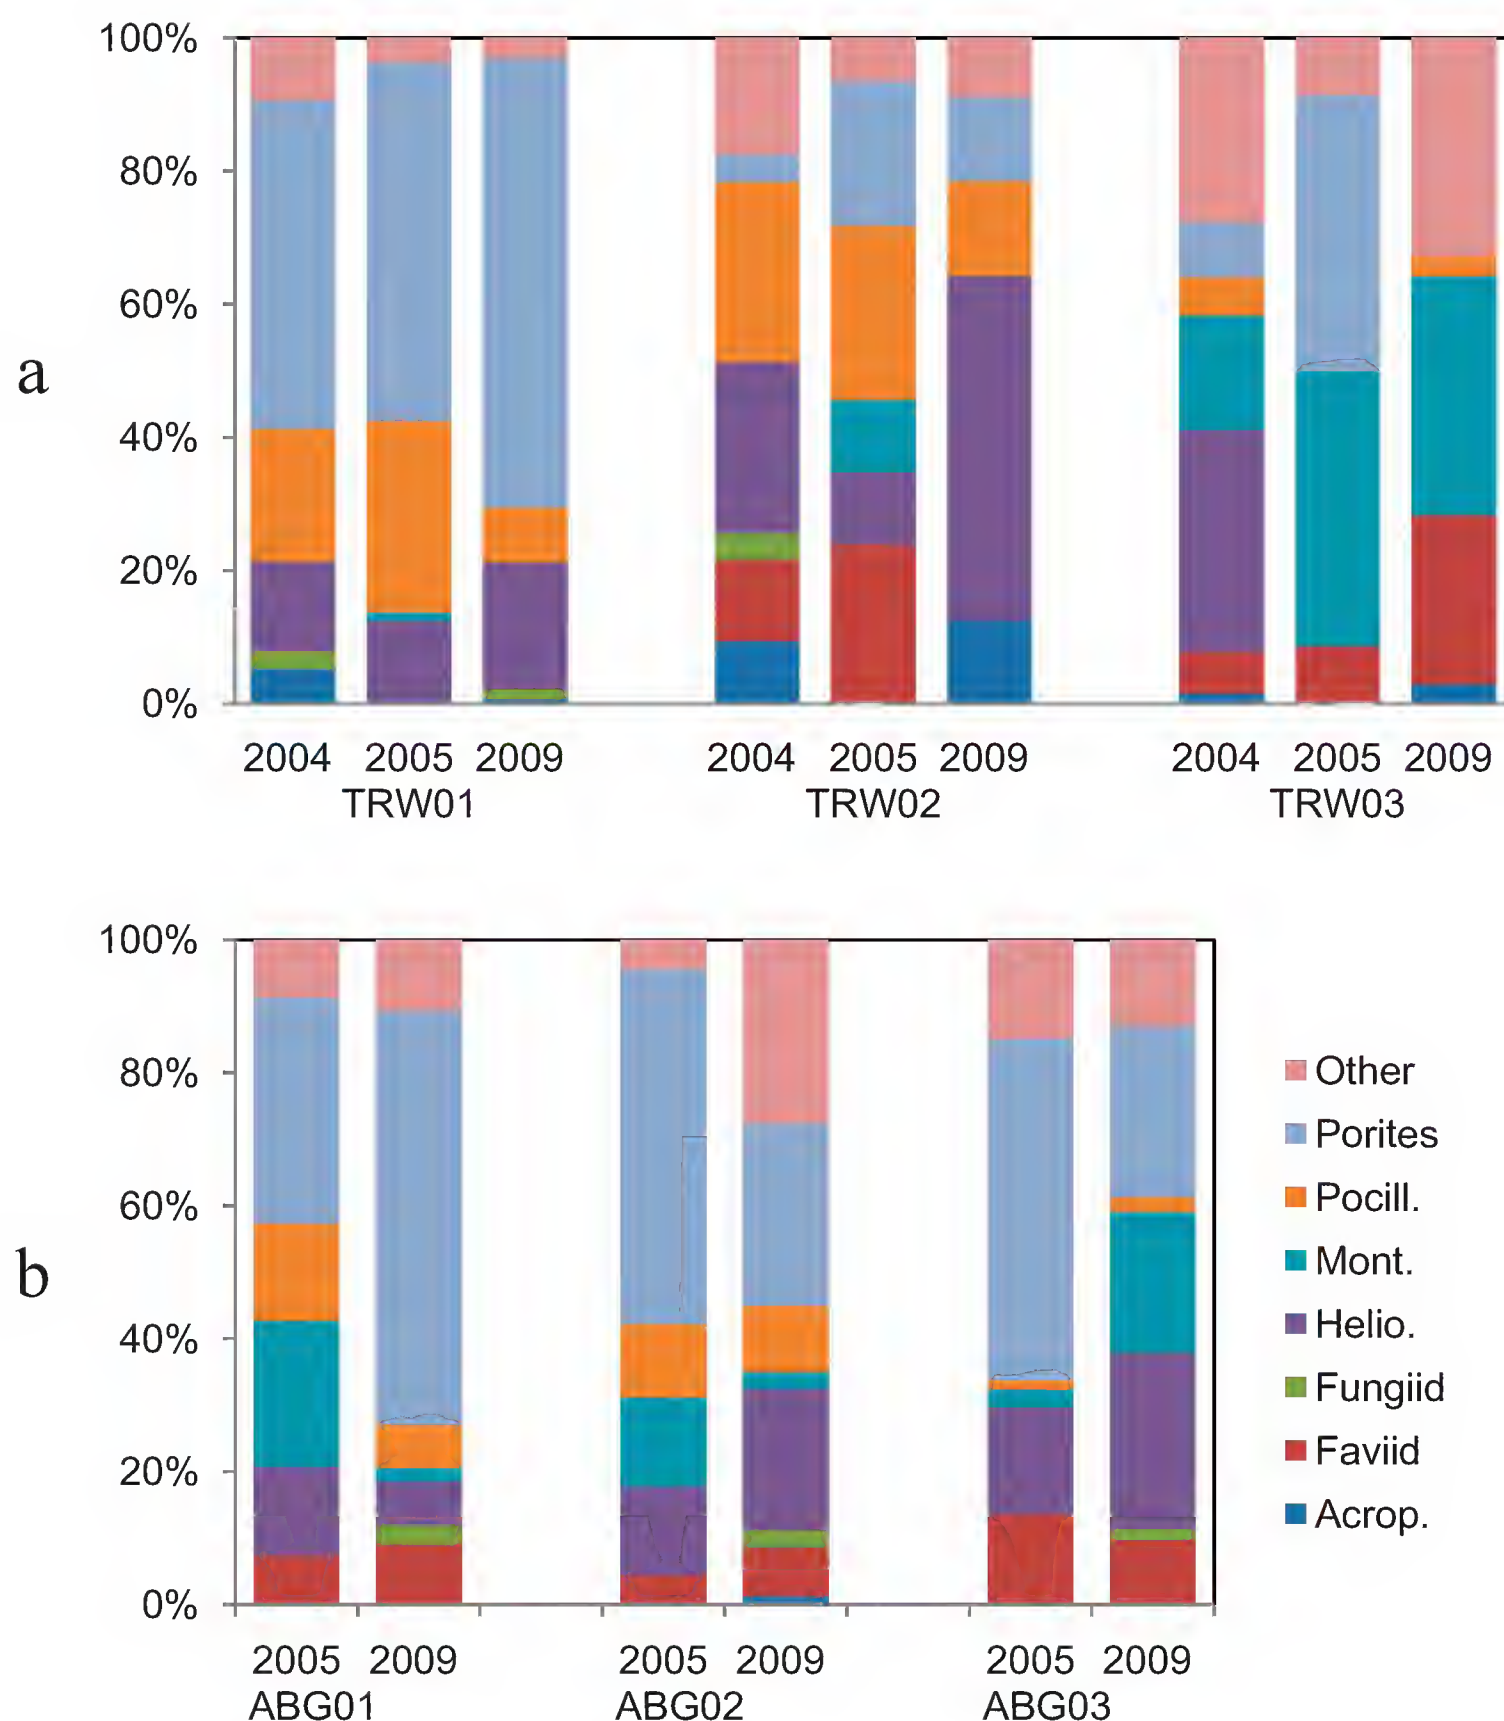 a
100%
80%
60%
40%
20%
0%
2004 2005 2009 2004 2005 2009 2004 2005 2009
TRW01 TRW02 TRW03
b
100%
80%
60%
40%
20%
0%
2005 2009 2005 2009 2005 2009
ABG01 ABG02 ABG03
Other
Porites
Pocill.
Mont.
Helio.
Fungiid
Faviid
Acrop.